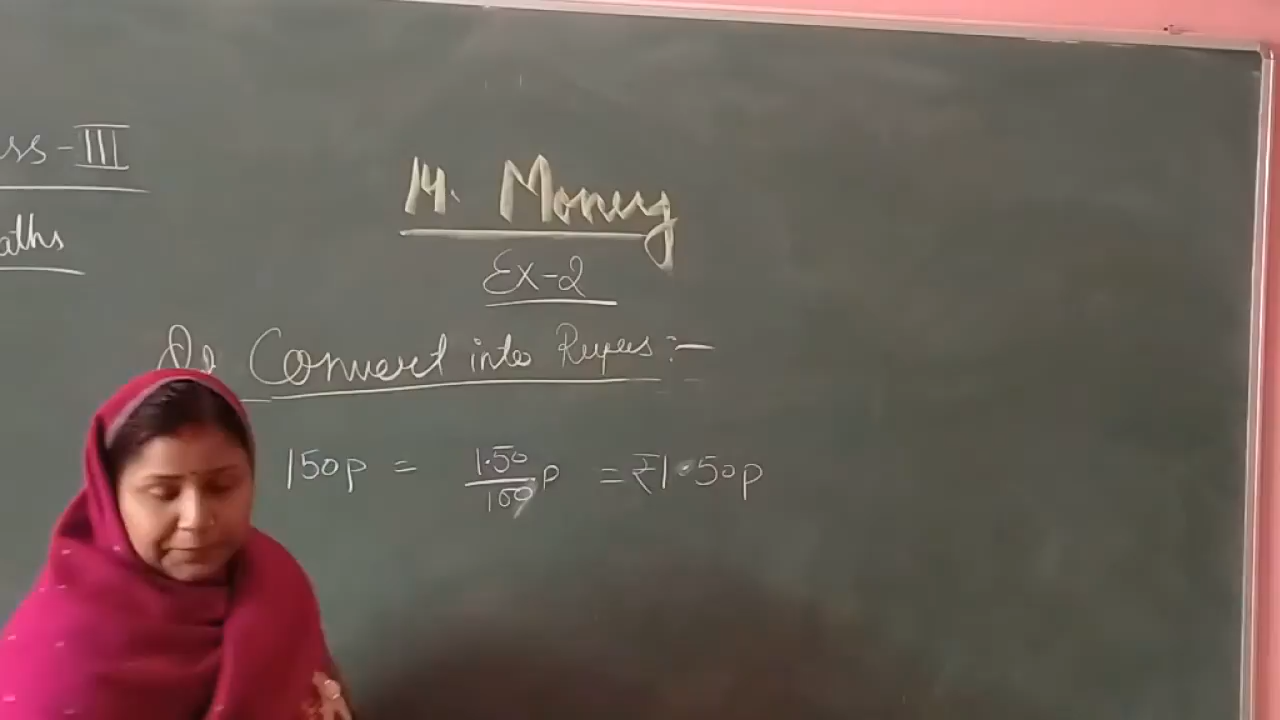 ss - III
aths
14. Money
Ex-2
Convert into Rupees :-
150p = 1.50/100 p = ₹1.50p